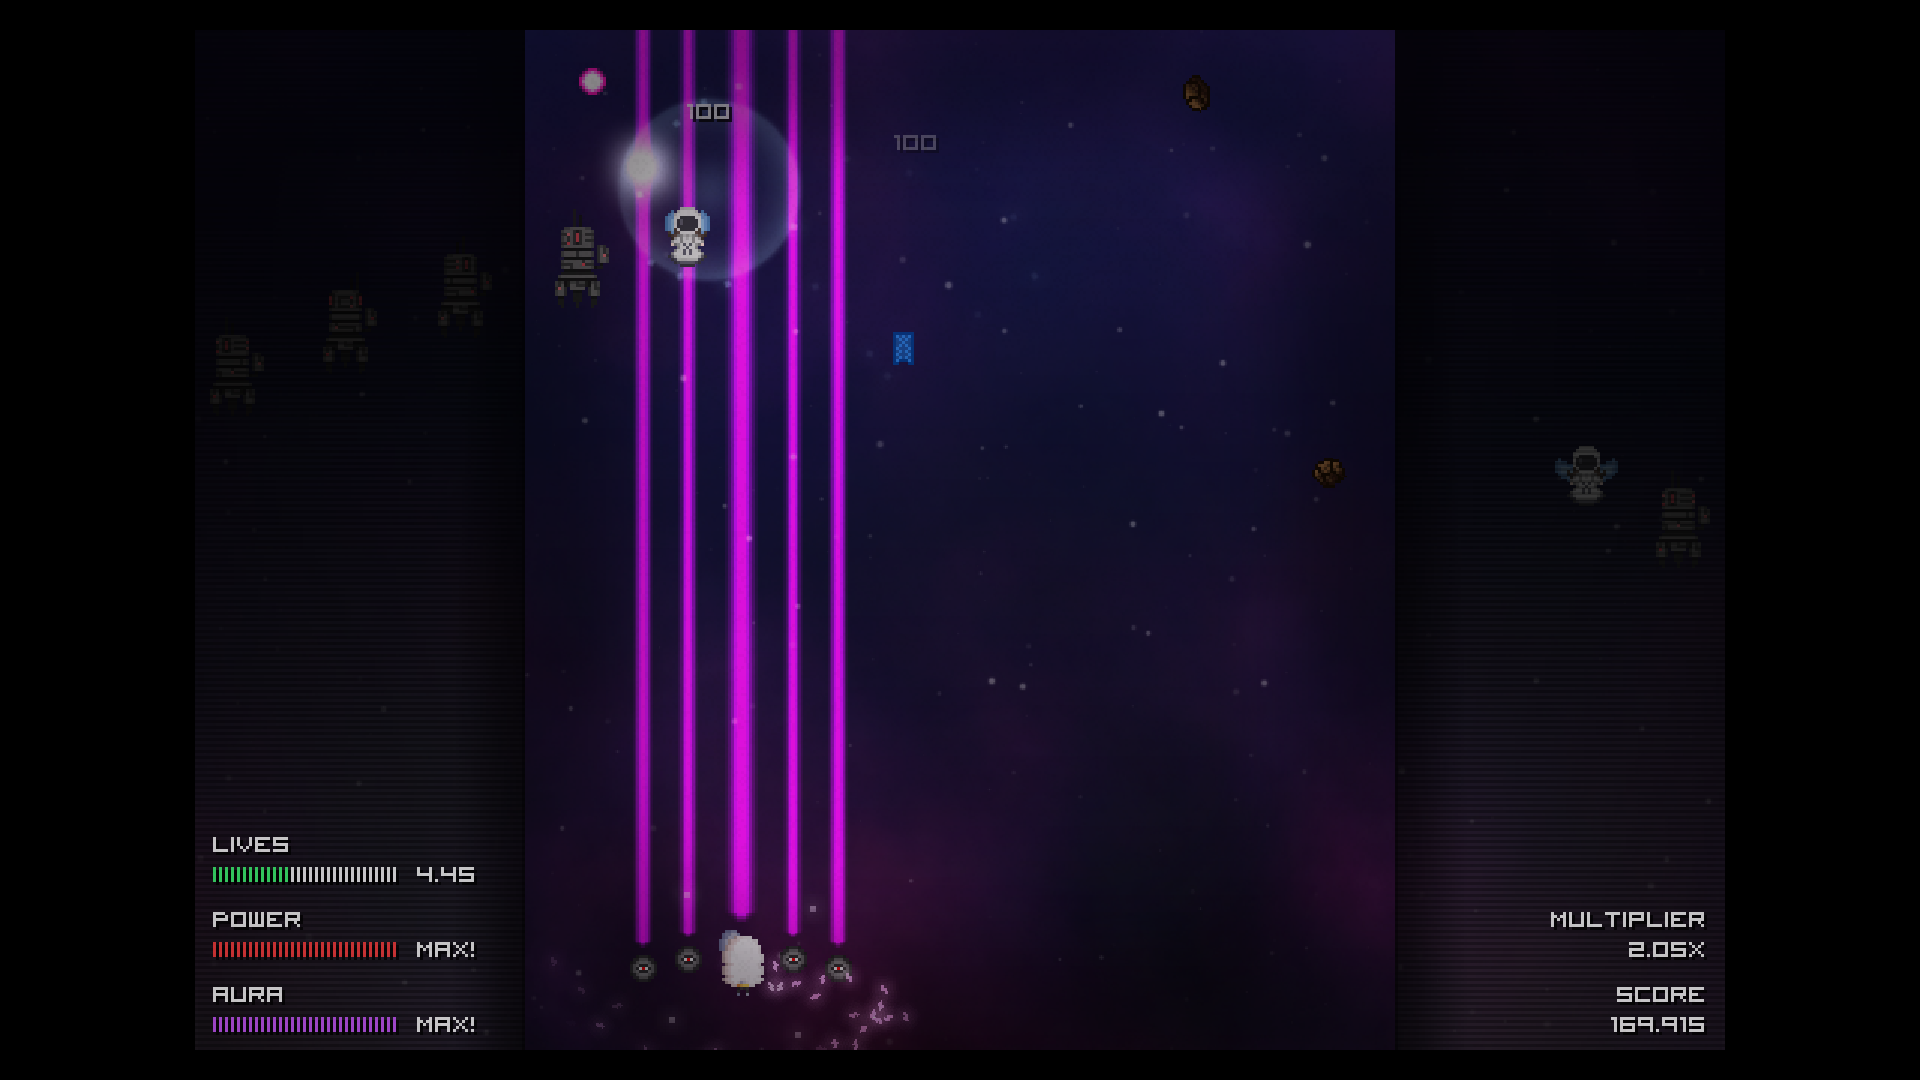 100
100
LIVES
4.45
POWER
MAX!
AURA
MAX!
MULTIPLIER
2.05X
SCORE
169.915